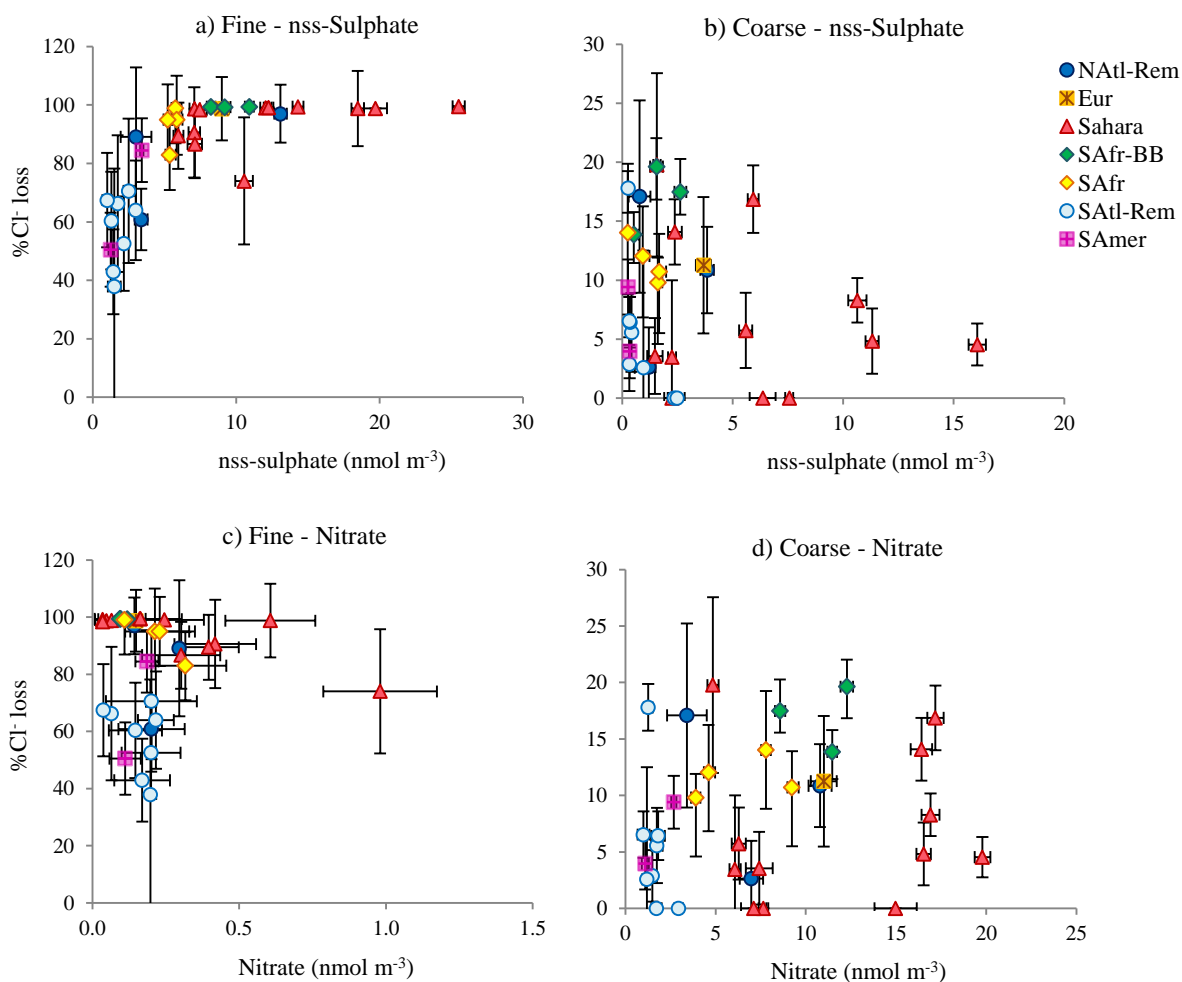 a) Fine - nss-Sulphate
120
100
80
60
40
20
0
%Cl⁻ loss
0
10
20
30
nss-sulphate (nmol m⁻³)
b) Coarse - nss-Sulphate
30
25
20
15
10
5
0
0
5
10
15
20
nss-sulphate (nmol m⁻³)
NAtl-Rem
Eur
Sahara
SAfr-BB
SAfr
SAtl-Rem
SAmer
c) Fine - Nitrate
120
100
80
60
40
20
0
%Cl⁻ loss
0.0
0.5
1.0
1.5
Nitrate (nmol m⁻³)
d) Coarse - Nitrate
30
25
20
15
10
5
0
0
5
10
15
20
25
Nitrate (nmol m⁻³)